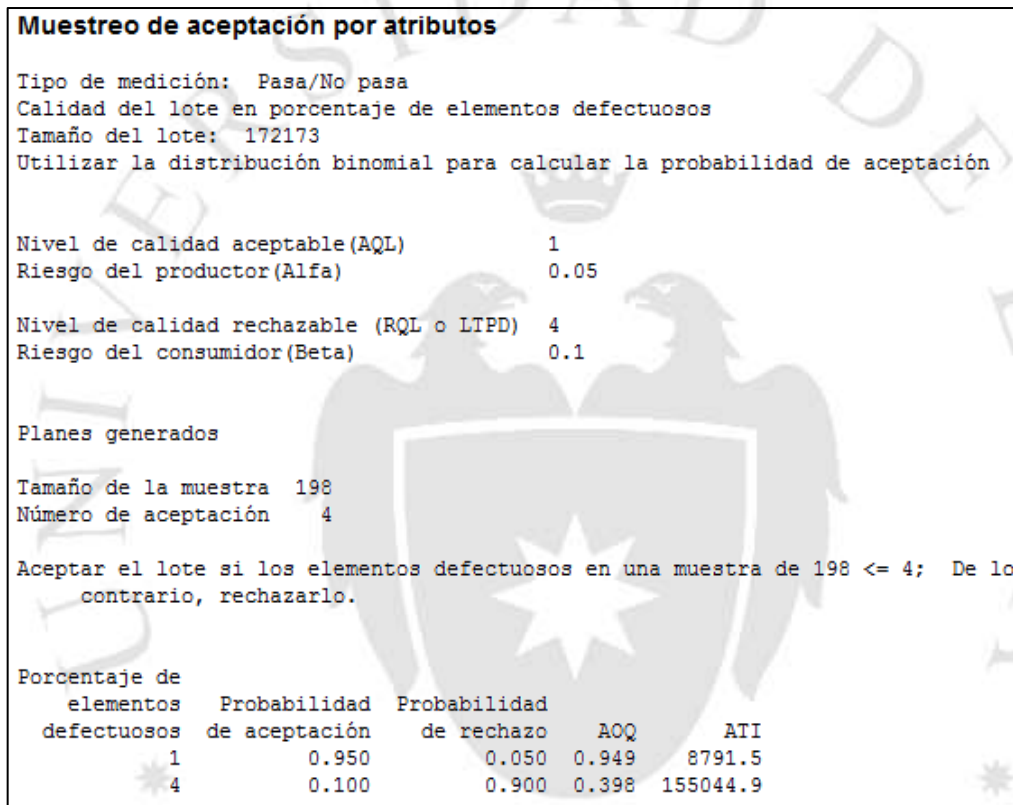 Muestreo de aceptación por atributos
Tipo de medición: Pasa/No pasa
Calidad del lote en porcentaje de elementos defectuosos
Tamaño del lote: 172173
Utilizar la distribución binomial para calcular la probabilidad de aceptación
Nivel de calidad aceptable(AQL) 1
Riesgo del productor(Alfa) 0.05
Nivel de calidad rechazable (RQL o LTPD) 4
Riesgo del consumidor(Beta) 0.1
Planes generados
Tamaño de la muestra 198
Número de aceptación 4
Aceptar el lote si los elementos defectuosos en una muestra de 198 <= 4; De lo
contrario, rechazarlo.
Porcentaje de
elementos Probabilidad Probabilidad
defectuosos de aceptación de rechazo AOQ ATI
1 0.950 0.050 0.949 8791.5
4 0.100 0.900 0.398 155044.9
UNIVERSIDAD DE